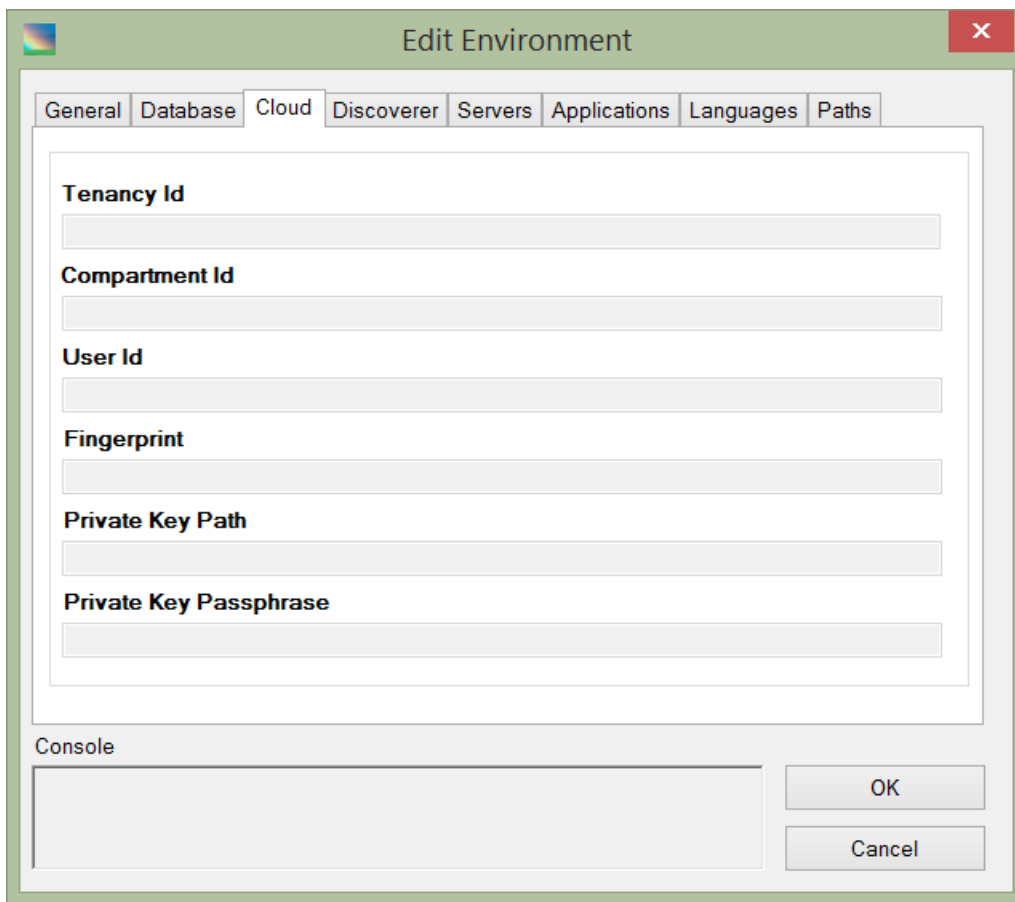 Edit Environment
General Database Cloud Discoverer Servers Applications Languages Paths
Tenancy Id
Compartment Id
User Id
Fingerprint
Private Key Path
Private Key Passphrase
Console
OK
Cancel